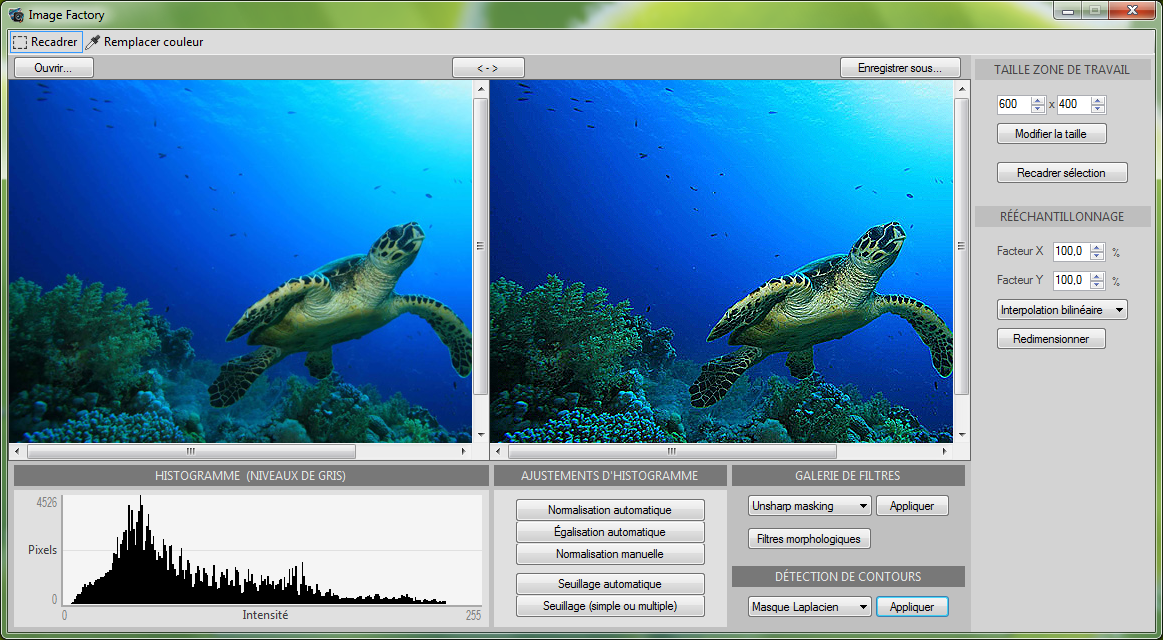 Image Factory
Recadrer Remplacer couleur
Ouvrir... < - > Enregistrer sous...
TAILLE ZONE DE TRAVAIL
600 x 400
Modifier la taille
Recadrer sélection
RÉÉCHANTILLONNAGE
Facteur X 100,0 %
Facteur Y 100,0 %
Interpolation bilinéaire
Redimensionner
HISTOGRAMME (NIVEAUX DE GRIS)
4526
Pixels
0
0 Intensité 255
AJUSTEMENTS D'HISTOGRAMME
Normalisation automatique
Égalisation automatique
Normalisation manuelle
Seuillage automatique
Seuillage (simple ou multiple)
GALERIE DE FILTRES
Unsharp masking Appliquer
Filtres morphologiques
DÉTECTION DE CONTOURS
Masque Laplacien Appliquer